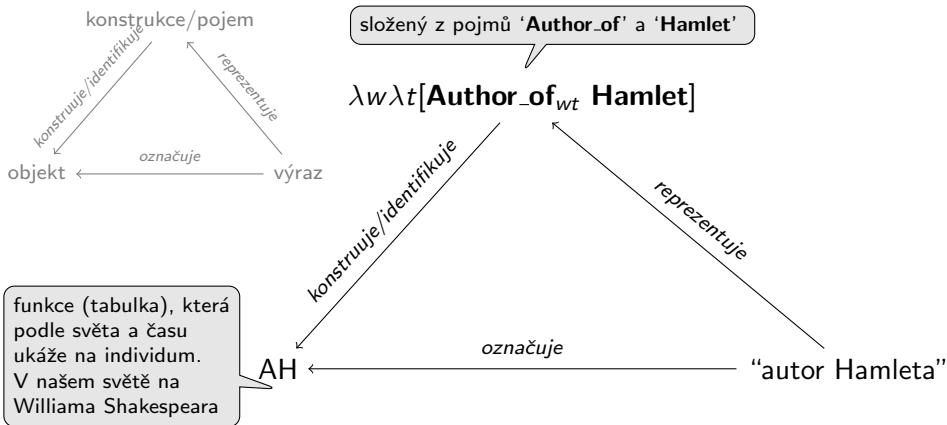 konstrukce/pojem
konstruuje/identifikuje
reprezentuje
objekt
označuje
výraz
složený z pojmů ‘Author_of’ a ‘Hamlet’
λwλt[Author_of_wt Hamlet]
konstruuje/identifikuje
reprezentuje
funkce (tabulka), která
podle světa a času
ukáže na individum.
V našem světě na
Williama Shakespeara
AH
označuje
“autor Hamleta”